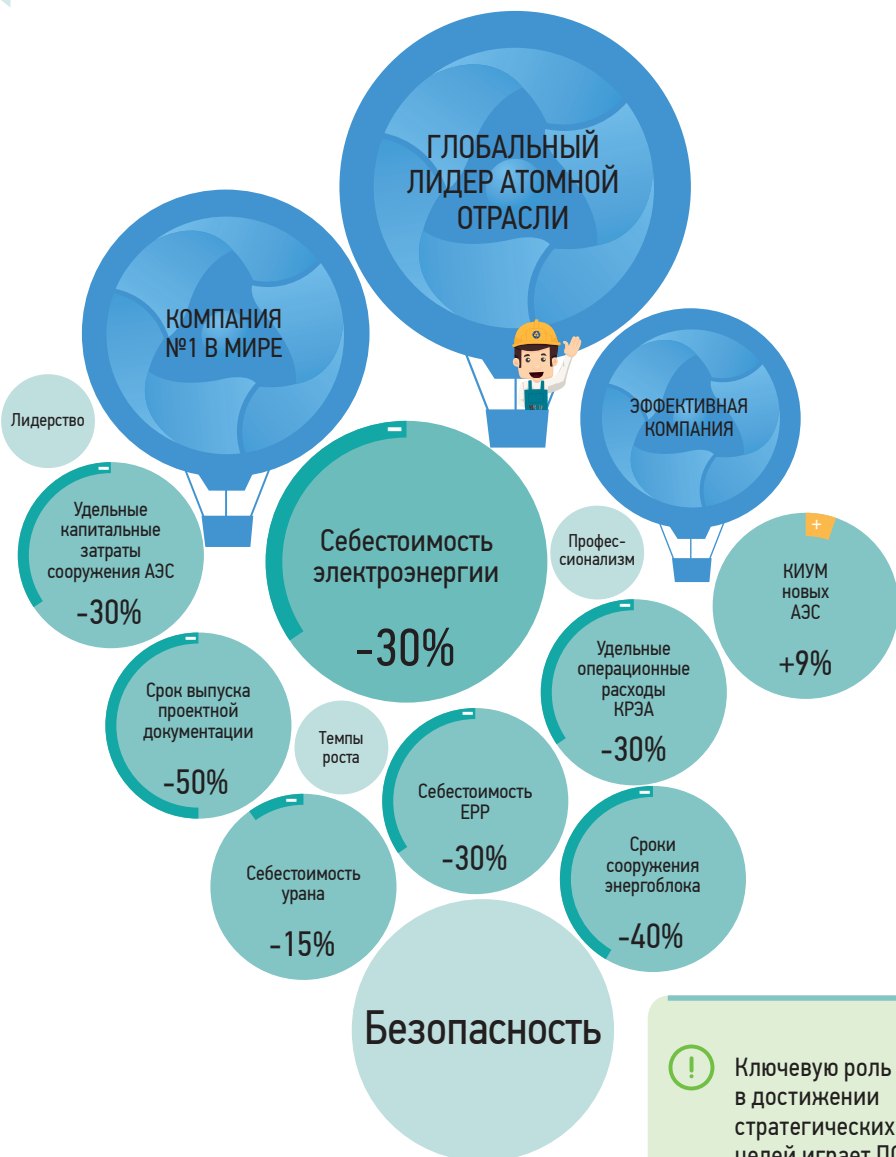 ГЛОБАЛЬНЫЙ
ЛИДЕР АТОМНОЙ
ОТРАСЛИ
КОМПАНИЯ
№1 В МИРЕ
ЭФФЕКТИВНАЯ
КОМПАНИЯ
Лидерство
Удельные
капитальные
затраты
сооружения АЭС
-30%
Себестоимость
электроэнергии
-30%
Профес-
сионализм
+
КИУМ
новых
АЭС
+9%
Срок выпуска
проектной
документации
-50%
Темпы
роста
Удельные
операционные
расходы
КРЭА
-30%
Себестоимость
ЕРР
-30%
Себестоимость
урана
-15%
Сроки
сооружения
энергоблока
-40%
Безопасность
Ключевую роль
в достижении
стратегических
целей играет